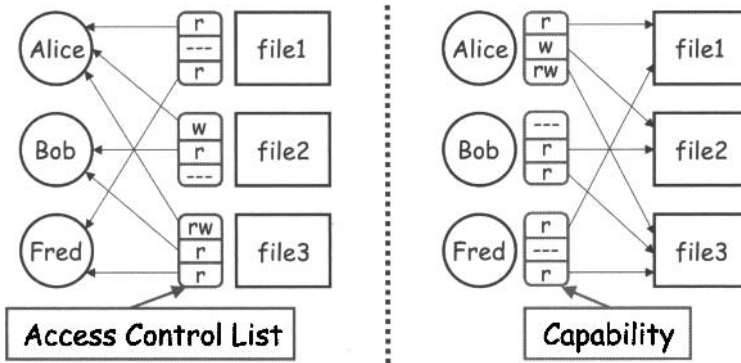 Alice
r
---
r
file1
Bob
w
r
---
file2
Fred
rw
r
r
file3
Access Control List
Alice
r
w
rw
file1
Bob
---
r
r
file2
Fred
r
---
r
file3
Capability